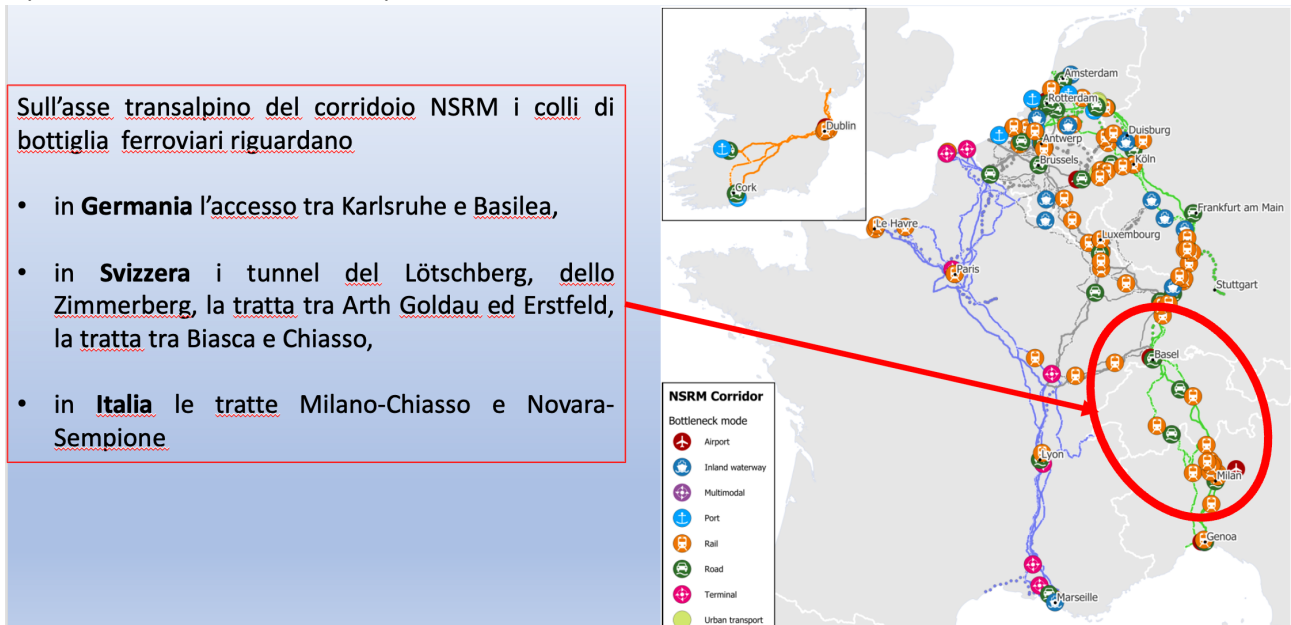 Sull'asse transalpino del corridoio NSRM i colli di
bottiglia ferroviari riguardano
• in Germania l'accesso tra Karlsruhe e Basilea,
• in Svizzera i tunnel del Lötschberg, dello
Zimmerberg, la tratta tra Arth Goldau ed Erstfeld,
la tratta tra Biasca e Chiasso,
• in Italia le tratte Milano-Chiasso e Novara-
Sempione
Dublin
Cork
Amsterdam
Rotterdam
Antwerp
Duisburg
Brussels
Köln
Frankfurt am Main
Le Havre
Luxembourg
Paris
Stuttgart
Basel
Lyon
Milan
Genoa
Marseille
NSRM Corridor
Bottleneck mode
Airport
Inland waterway
Multimodal
Port
Rail
Road
Terminal
Urban transport